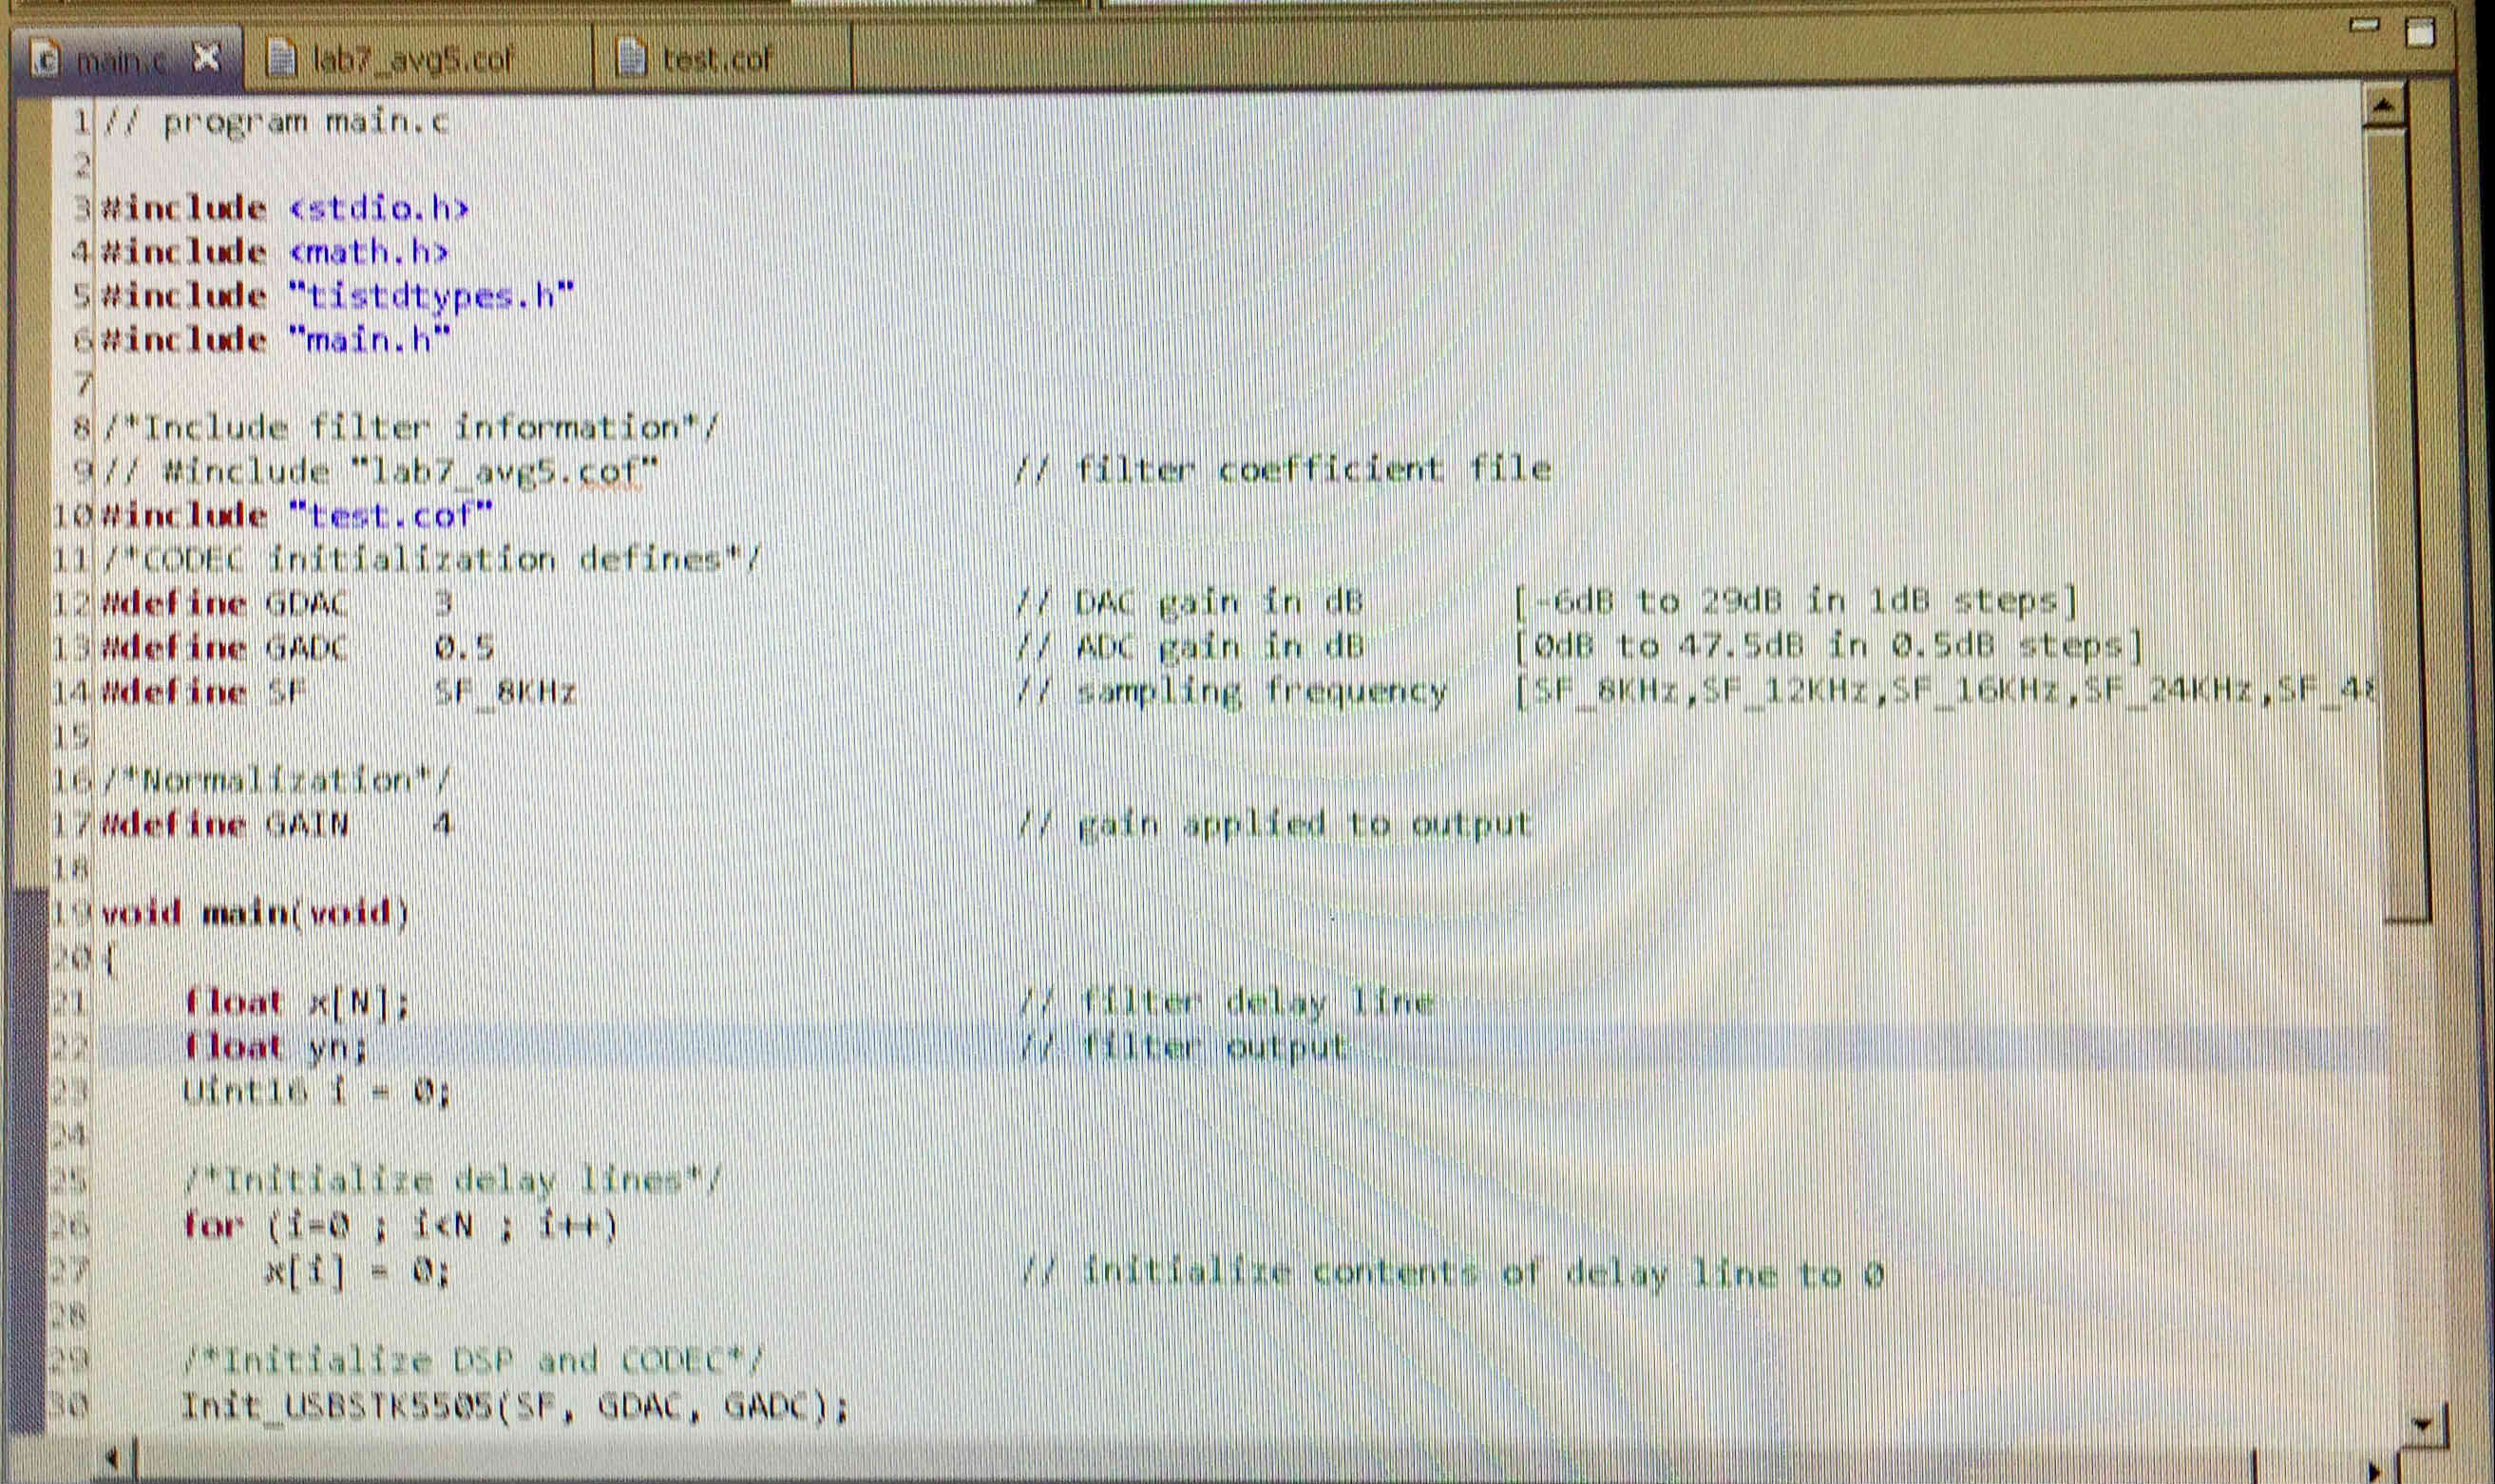 main.c lab7_avg5.cof test.cof
1 // program main.c
2
3 #include <stdio.h>
4 #include <math.h>
5 #include "tistdtypes.h"
6 #include "main.h"
7
8 /*Include filter information*/
9 // #include "lab7_avg5.cof" // filter coefficient file
10 #include "test.cof"
11 /*CODEC initialization defines*/
12 #define GDAC 3 // DAC gain in dB [-6dB to 29dB in 1dB steps]
13 #define GADC 0.5 // ADC gain in dB [0dB to 47.5dB in 0.5dB steps]
14 #define SF SF_8KHz // sampling frequency [SF_8KHz,SF_12KHz,SF_16KHz,SF_24KHz,SF_48
15
16 /*Normalization*/
17 #define GAIN 4 // gain applied to output
18
19 void main(void)
20 {
21 float x[N]; // filter delay line
22 float yn; // filter output
23 Uint16 i = 0;
24
25 /*Initialize delay lines*/
26 for (i=0 ; i<N ; i++)
27 x[i] = 0; // initialize contents of delay line to 0
28
29 /*Initialize DSP and CODEC*/
30 Init_USBSTK5505(SF, GDAC, GADC);